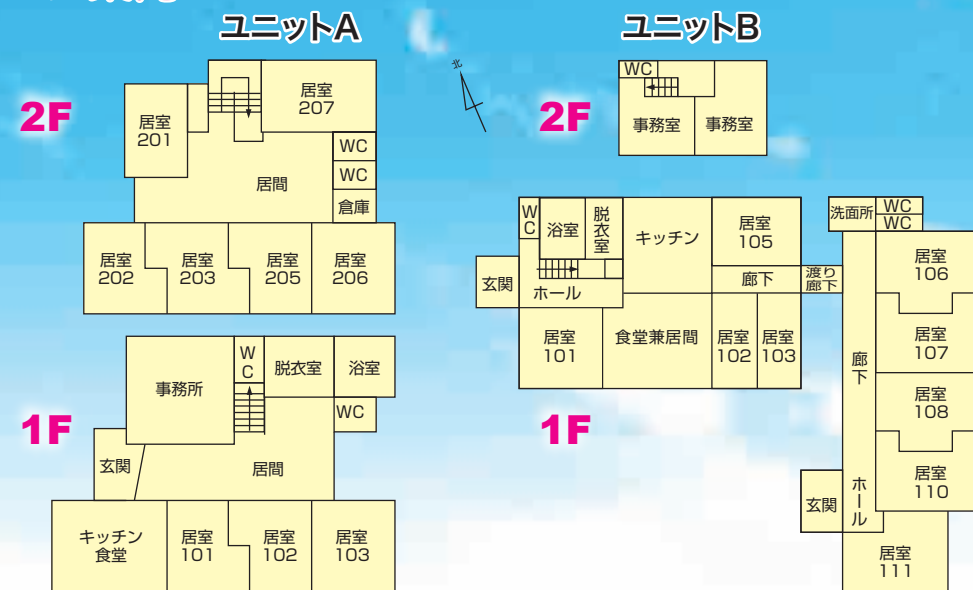 ユニットA
2F
居室
207
居室
201
WC
WC
居間
倉庫
居室
202
居室
203
居室
205
居室
206
1F
WC
脱衣室
浴室
事務所
WC
玄関
居間
キッチン
食堂
居室
101
居室
102
居室
103
北
ユニットB
2F
WC
事務室
事務室
1F
WC
浴室
脱衣室
キッチン
居室
105
玄関
ホール
廊下
渡り
廊下
居室
101
食堂兼居間
居室
102
居室
103
洗面所
WC
WC
居室
106
居室
107
廊下
居室
108
居室
110
玄関
ホール
居室
111